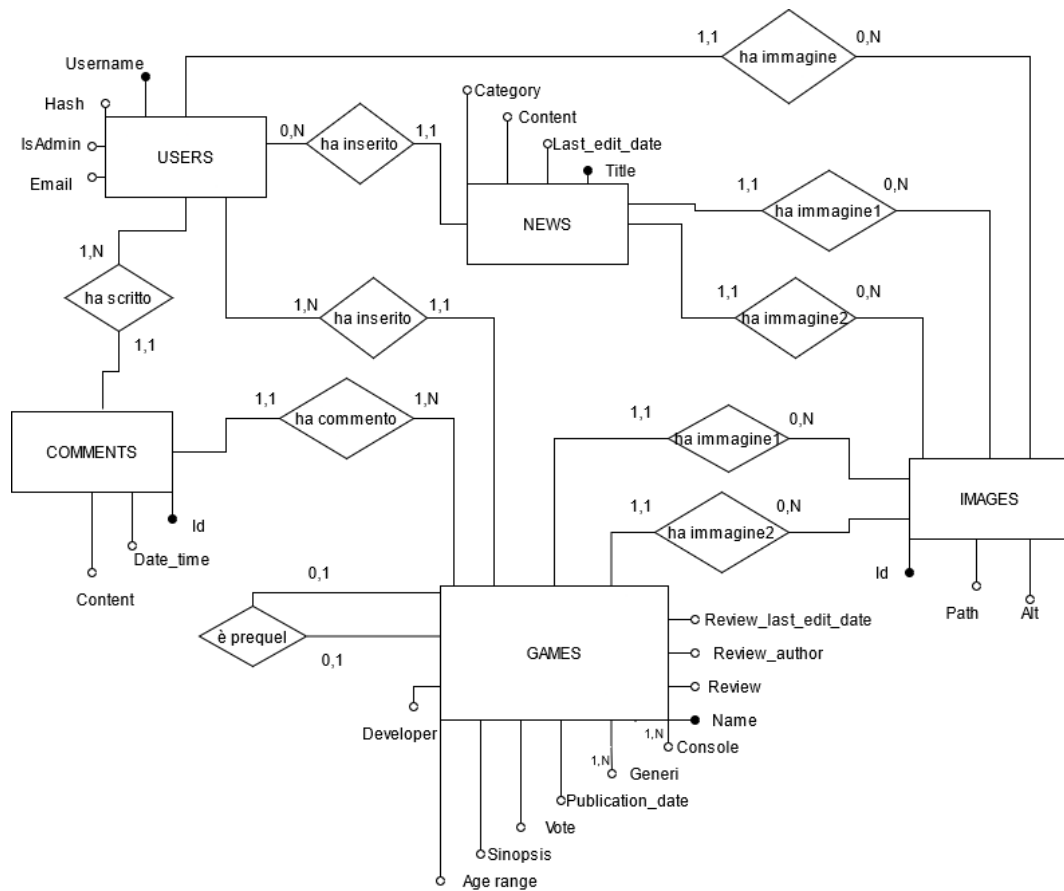 1,1
0,N
ha immagine
Username
Hash
IsAdmin
Email
USERS
0,N
ha inserito
1,1
Category
Content
Last_edit_date
Title
NEWS
1,1
0,N
ha immagine1
1,1
0,N
ha immagine2
1,N
ha scritto
1,1
1,N
ha inserito
1,1
1,1
ha commento
1,N
COMMENTS
Id
Date_time
Content
1,1
0,N
ha immagine1
1,1
0,N
ha immagine2
IMAGES
Id
Path
Alt
0,1
è prequel
0,1
GAMES
Review_last_edit_date
Review_author
Review
Name
1,N
Console
Developer
1,N
Generi
Publication_date
Vote
Sinopsis
Age range